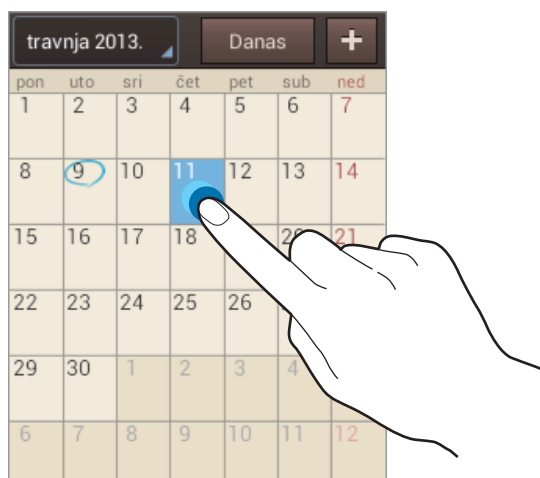 travnja 2013. Danas +
pon uto sri čet pet sub ned
1 2 3 4 5 6 7
8 9 10 11 12 13 14
15 16 17 18 21
22 23 24 25 26
29 30 1 2 3 4
6 7 8 9 10 11 12